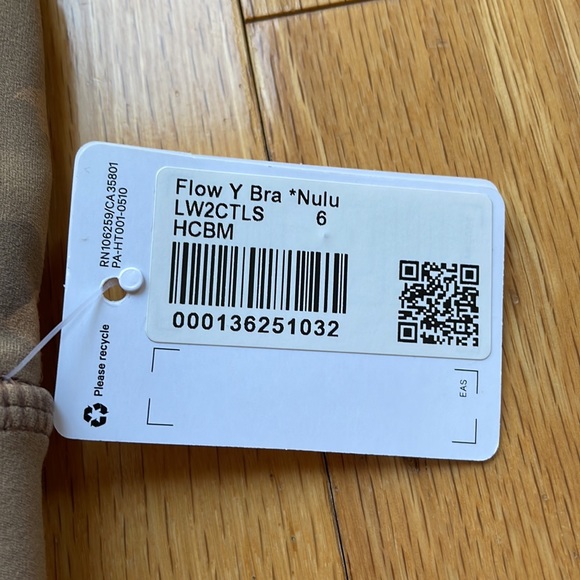 Flow Y Bra *Nulu
LW2CTLS 6
HCBM
000136251032
RN106259/CA35801
PA-HT001-0510
Please recycle
EAS